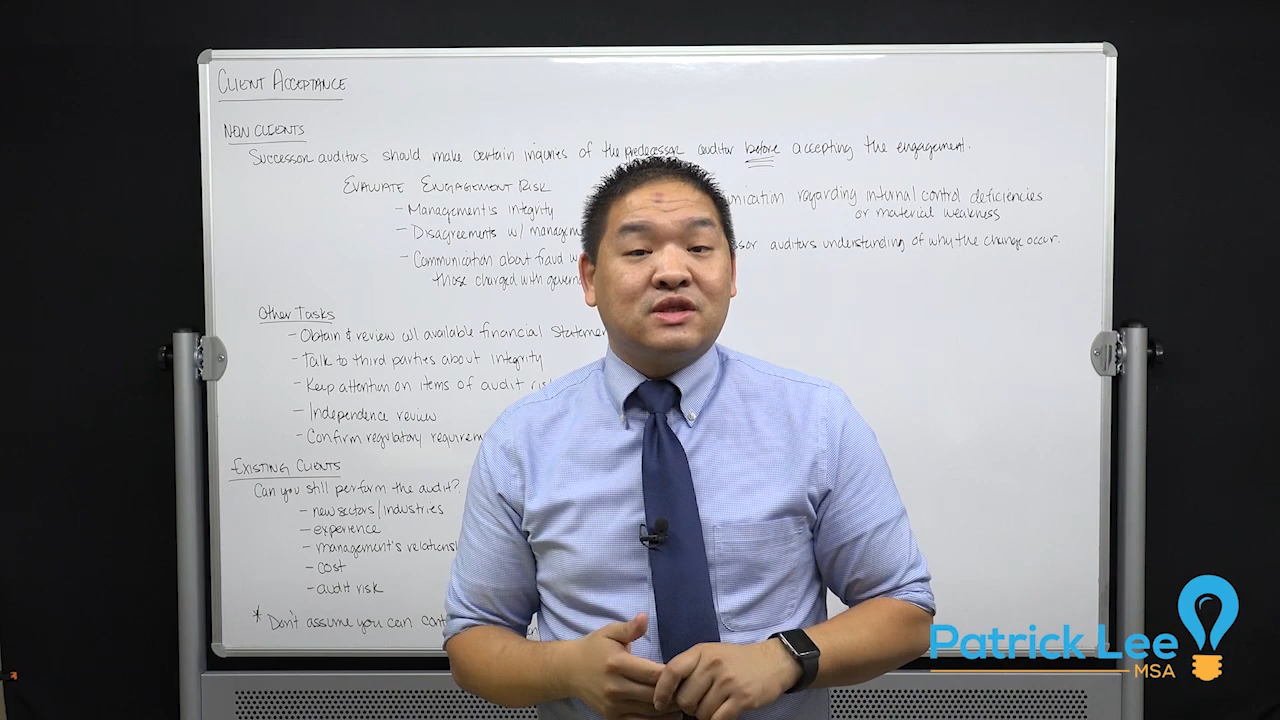 CLIENT ACCEPTANCE
NEW CLIENTS
Successor auditors should make certain inquiries of the predecessor auditor before accepting the engagement.
EVALUATE ENGAGEMENT RISK
- Management's integrity
- Disagreements w/ managem
- Communication about fraud w
those charged with govern
unication regarding internal control deficiencies
or material weakness
ssor auditors understanding of why the change occur.
Other Tasks
- Obtain & review all available financial statemen
- Talk to third parties about integrity
- Keep attention on items of audit ris
- Independence review
- Confirm regulatory requirem
EXISTING CLIENTS
Can you still perform the audit?
- new sectors/industries
- experience
- management's relationsh
- cost
- audit risk
* Don't assume you can cont
Patrick Lee
MSA